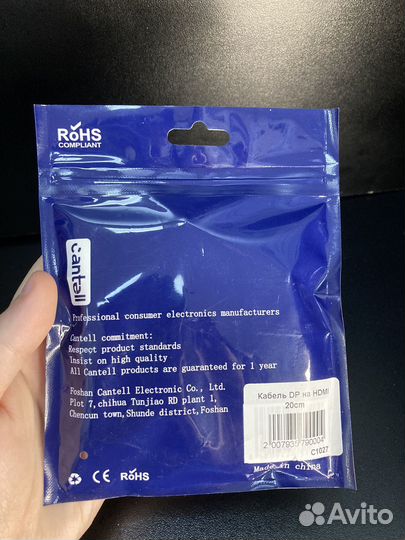 RoHS
COMPLIANT
Cantell
Professional consumer electronics manufacturers
Cantell commitment:
Respect product standards
Insist on high quality
All Cantell products are guaranteed for 1 year
Foshan Cantell Electronic Co., Ltd.
Plot 7,chihua Tunjiao RD plant 1,
Chencun town,Shunde district,Foshan
Кабель DP на HDMI
20cm
2007935790004
C1027
CE RoHS
Made in china
Avito